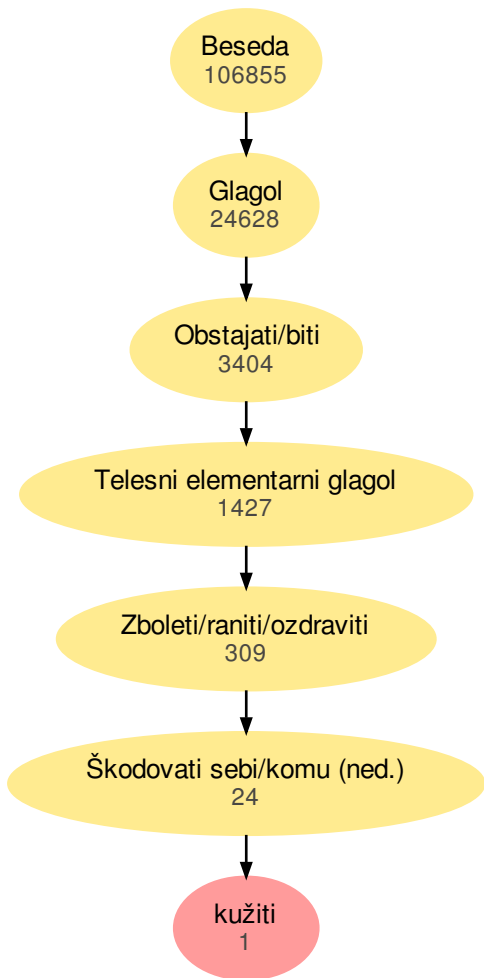 Beseda
106855
Glagol
24628
Obstajati/biti
3404
Telesni elementarni glagol
1427
Zboleti/raniti/ozdraviti
309
Škodovati sebi/komu (ned.)
24
kužiti
1